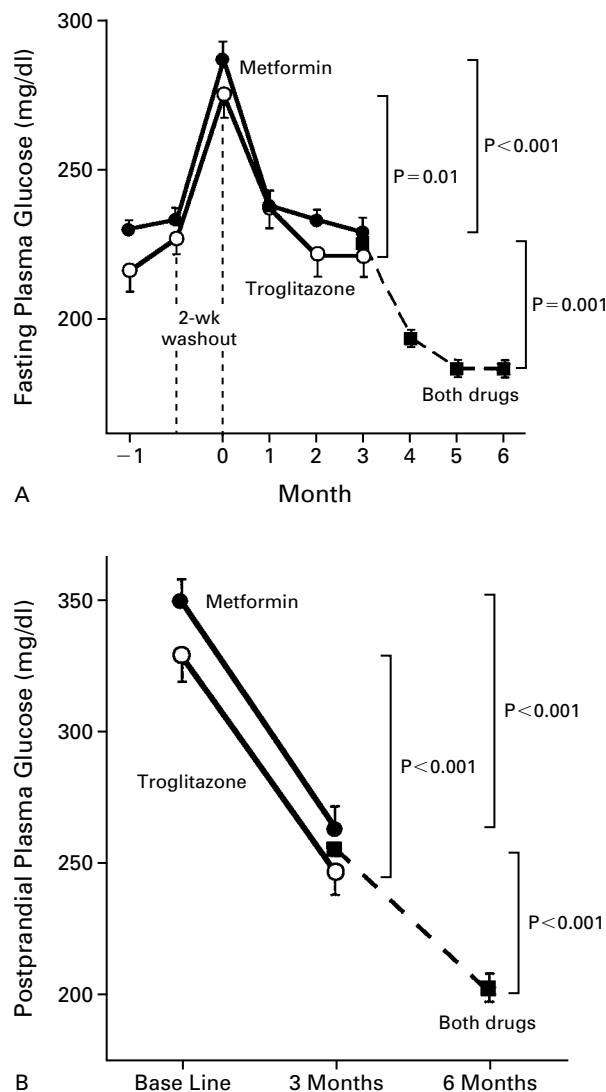 300
Metformin
P<0.001
P=0.01
250
Fasting Plasma Glucose (mg/dl)
Troglitazone
2-wk
washout
P=0.001
200
Both drugs
−1 0 1 2 3 4 5 6
A
Month
350
Metformin
P<0.001
300
P<0.001
Postprandial Plasma Glucose (mg/dl)
Troglitazone
250
P<0.001
200
Both drugs
B
Base Line 3 Months 6 Months